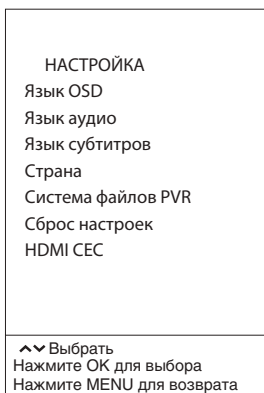 НАСТРОЙКА
Язык OSD
Язык аудио
Язык субтитров
Страна
Система файлов PVR
Сброс настроек
HDMI CEC
Выбрать
Нажмите OK для выбора
Нажмите MENU для возврата